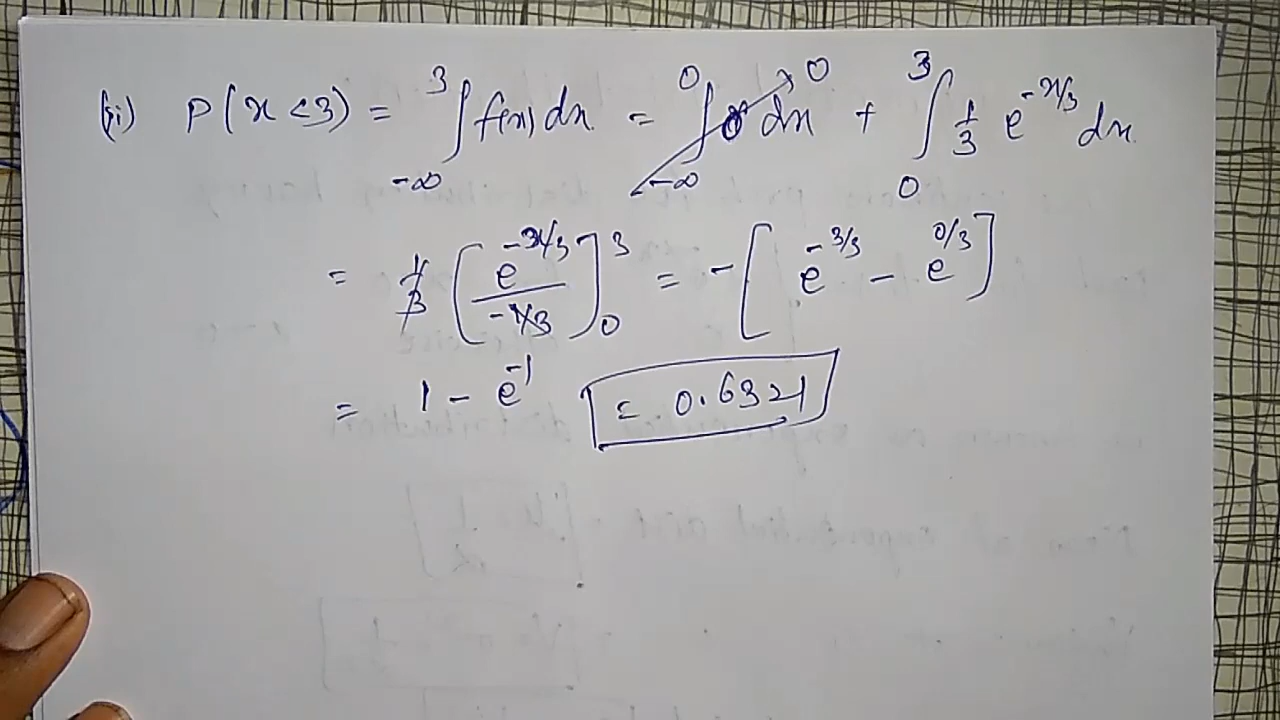 (ii) P(x<3) = ³∫₋∞ f(x) dx = ⁰∫₋∞ 0 dx → 0 + ³∫₀ 1/3 e^(-x/3) dx
= 1/3 [e^(-x/3) / (-1/3)]₀³ = - [e^(-3/3) - e^(0/3)]
= 1 - e^(-1) = 0.6321